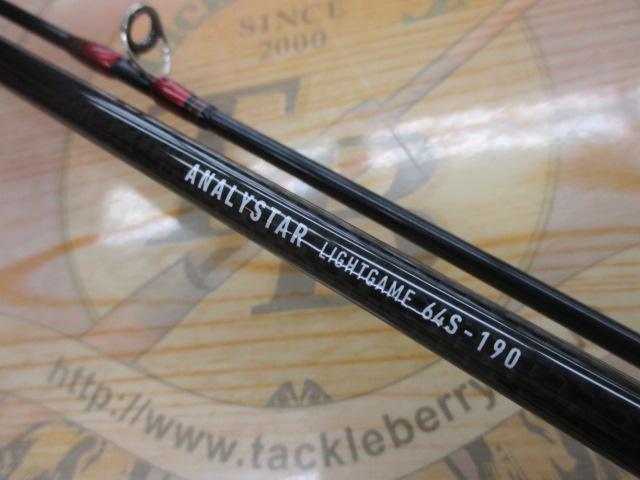 SINCE
2000
ANALYSTAR LIGHTGAME 64S-190
http://www.tackleberry